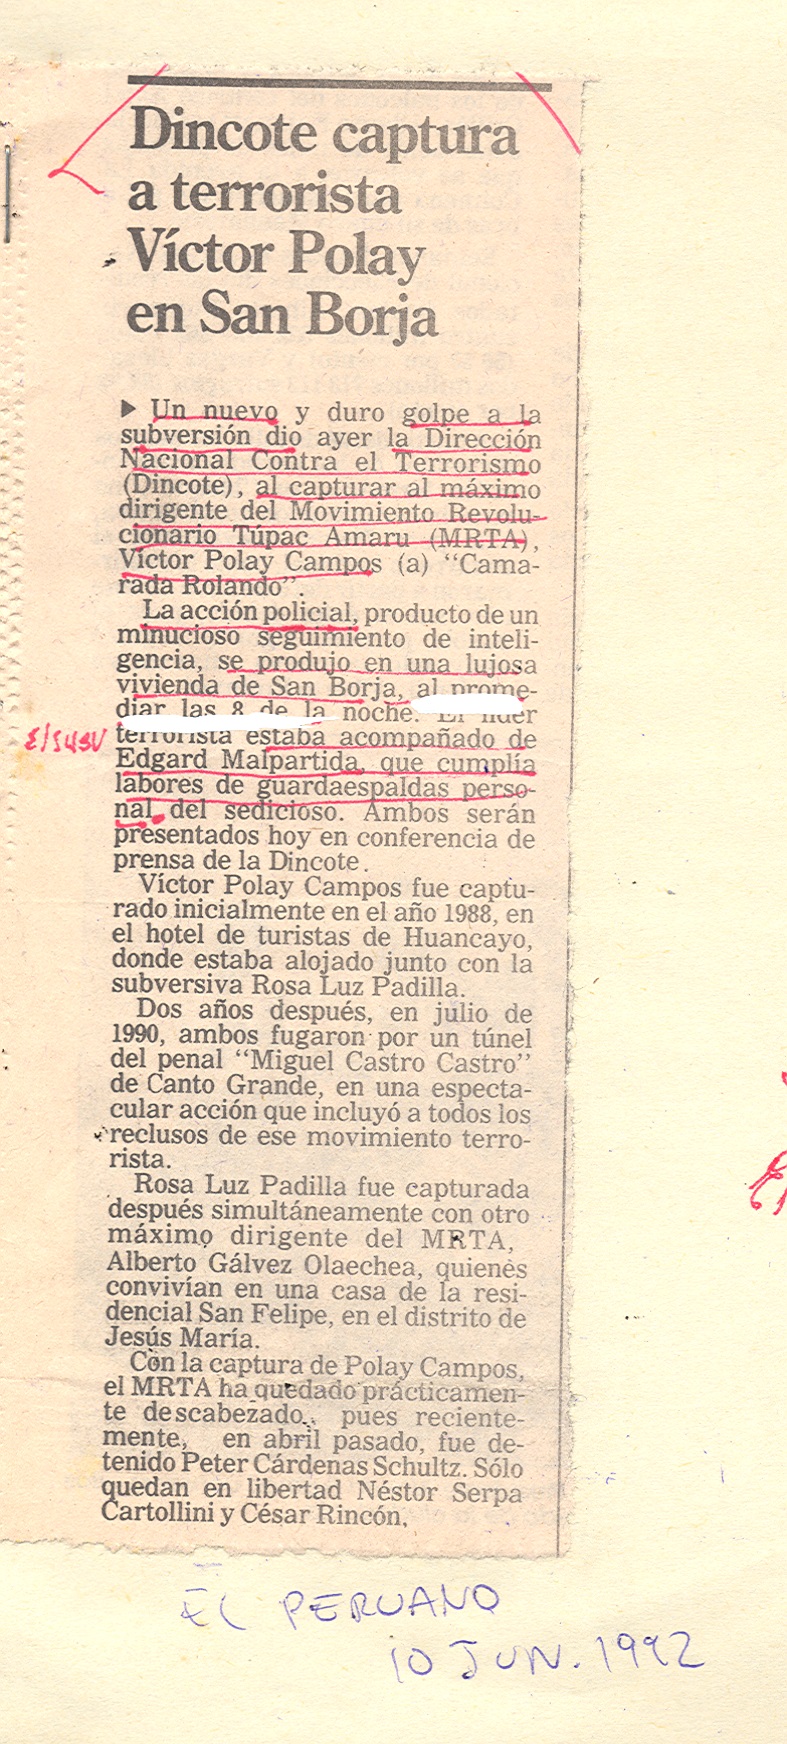 Dincote captura
a terrorista
Víctor Polay
en San Borja
Un nuevo y duro golpe a la
subversión dio ayer la Dirección
Nacional Contra el Terrorismo
(Dincote), al capturar al máximo
dirigente del Movimiento Revolu-
cionario Túpac Amaru (MRTA),
Víctor Polay Campos (a) “Cama-
rada Rolando”.
La acción policial, producto de un
minucioso seguimiento de inteli-
gencia, se produjo en una lujosa
vivienda de San Borja, al prome-
diar las 8 de la noche. El líder
terrorista estaba acompañado de
Edgard Malpartida, que cumplía
labores de guardaespaldas perso-
nal del sedicioso. Ambos serán
presentados hoy en conferencia de
prensa de la Dincote.
Víctor Polay Campos fue captu-
rado inicialmente en el año 1988, en
el hotel de turistas de Huancayo,
donde estaba alojado junto con la
subversiva Rosa Luz Padilla.
Dos años después, en julio de
1990, ambos fugaron por un túnel
del penal “Miguel Castro Castro”
de Canto Grande, en una especta-
cular acción que incluyó a todos los
reclusos de ese movimiento terro-
rista.
Rosa Luz Padilla fue capturada
después simultáneamente con otro
máximo dirigente del MRTA,
Alberto Gálvez Olaechea, quienes
convivían en una casa de la resi-
dencial San Felipe, en el distrito de
Jesús María.
Con la captura de Polay Campos,
el MRTA ha quedado prácticamen-
te descabezado, pues reciente-
mente, en abril pasado, fue de-
tenido Peter Cárdenas Schultz. Sólo
quedan en libertad Néstor Serpa
Cartollini y César Rincón.
EL PERUANO
10 JUN. 1992